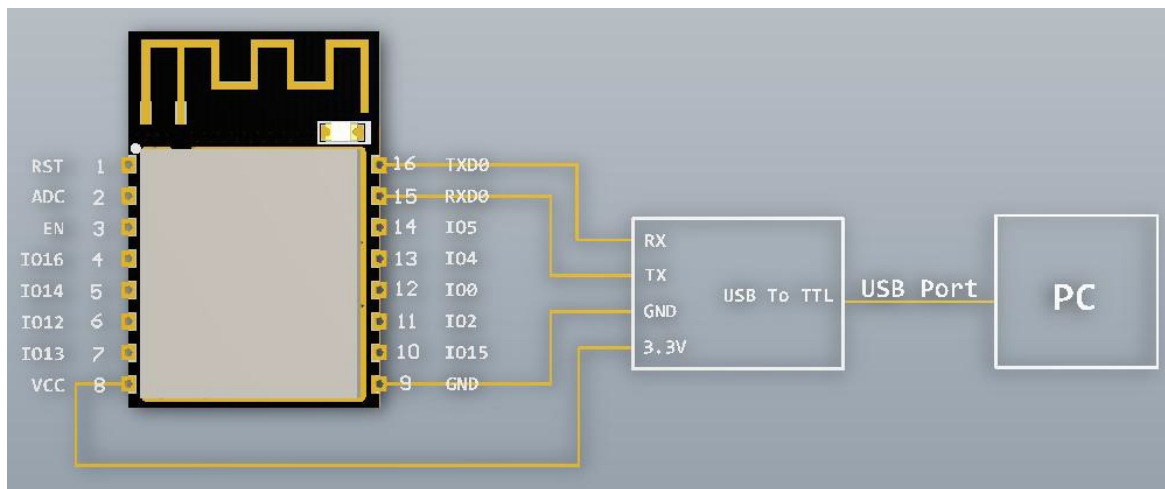 RST 1
ADC 2
EN 3
IO16 4
IO14 5
IO12 6
IO13 7
VCC 8
16 TXD0
15 RXD0
14 IO5
13 IO4
12 IO0
11 IO2
10 IO15
9 GND
RX
TX
GND
3.3V
USB To TTL
USB Port
PC